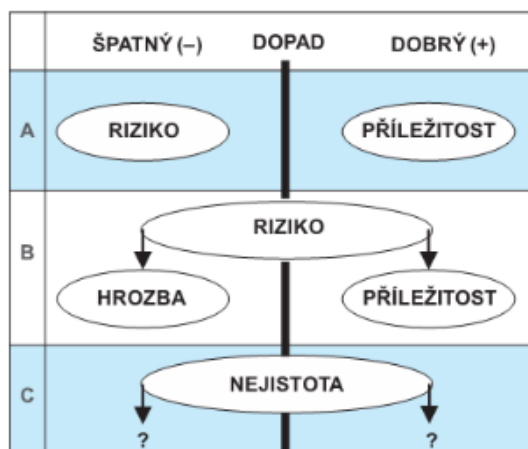 ŠPATNÝ (–) DOPAD DOBRÝ (+)
A RIZIKO PŘÍLEŽITOST
RIZIKO
B
HROZBA PŘÍLEŽITOST
NEJISTOTA
C
? ?